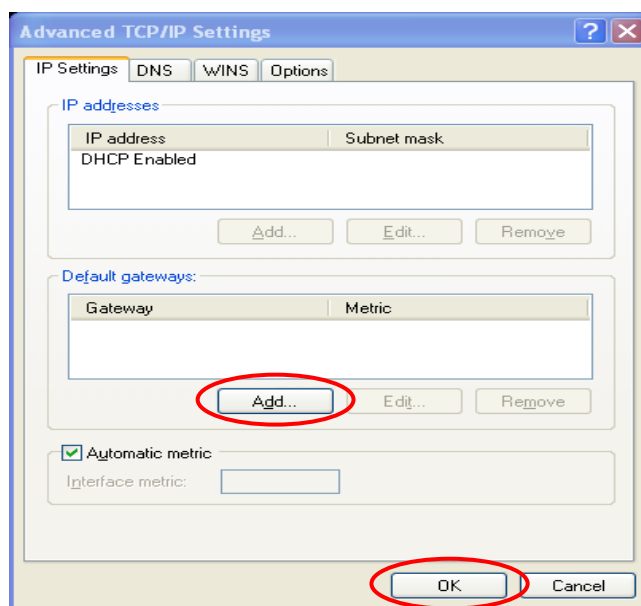 Advanced TCP/IP Settings
IP Settings DNS WINS Options
IP addresses
IP address Subnet mask
DHCP Enabled
Add... Edit... Remove
Default gateways:
Gateway Metric
Add... Edit... Remove
Automatic metric
Interface metric:
OK Cancel